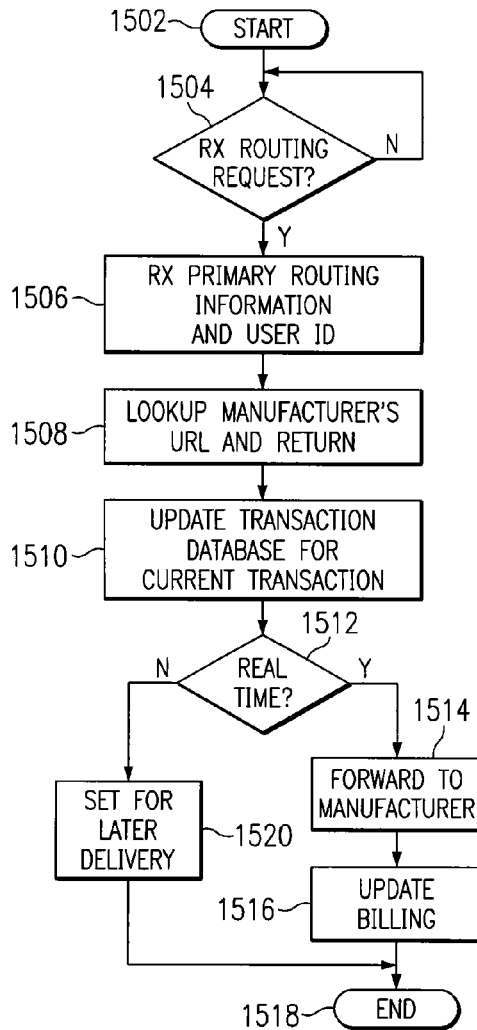 1502
START
1504
RX ROUTING
REQUEST?
N
Y
1506
RX PRIMARY ROUTING
INFORMATION
AND USER ID
1508
LOOKUP MANUFACTURER'S
URL AND RETURN
1510
UPDATE TRANSACTION
DATABASE FOR
CURRENT TRANSACTION
1512
N
REAL
TIME?
Y
1514
SET FOR
LATER
DELIVERY
1520
FORWARD TO
MANUFACTURER
1516
UPDATE
BILLING
1518
END